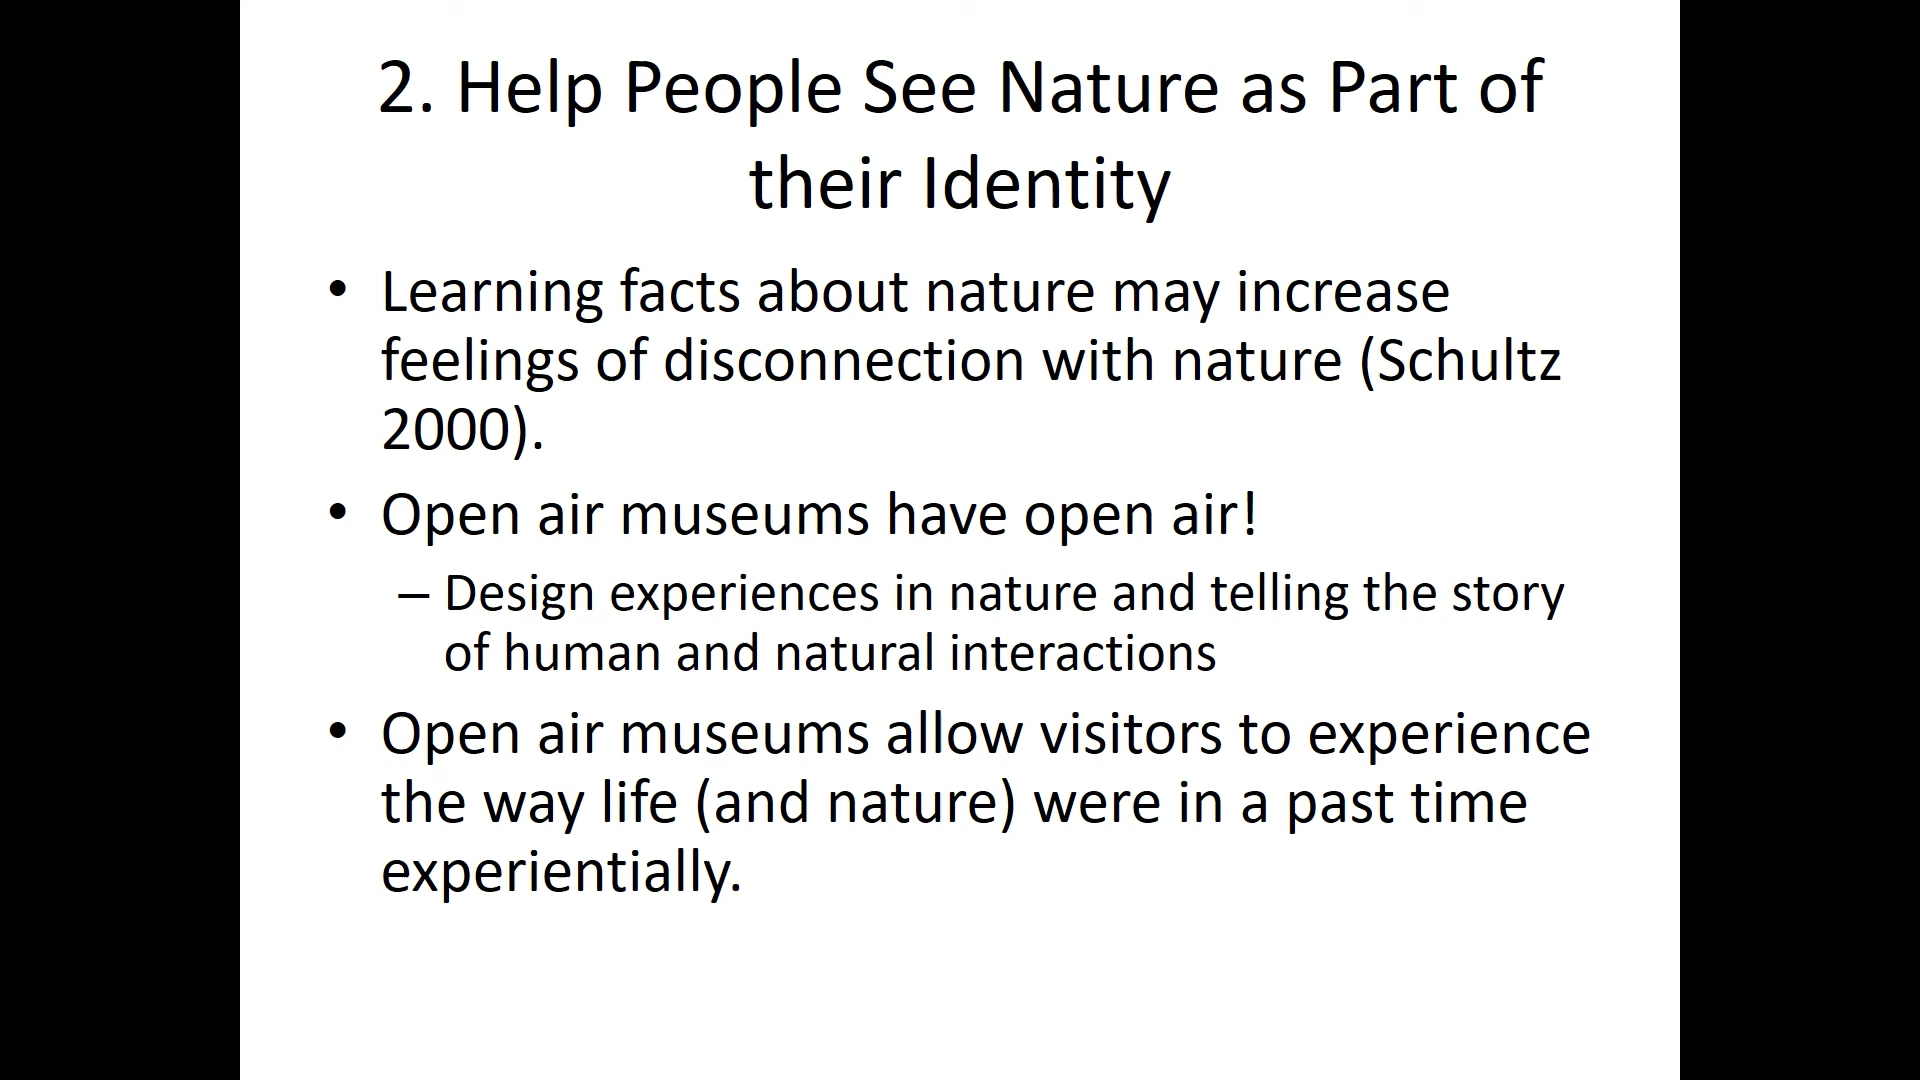 2. Help People See Nature as Part of
their Identity
• Learning facts about nature may increase
feelings of disconnection with nature (Schultz
2000).
• Open air museums have open air!
– Design experiences in nature and telling the story
of human and natural interactions
• Open air museums allow visitors to experience
the way life (and nature) were in a past time
experientially.